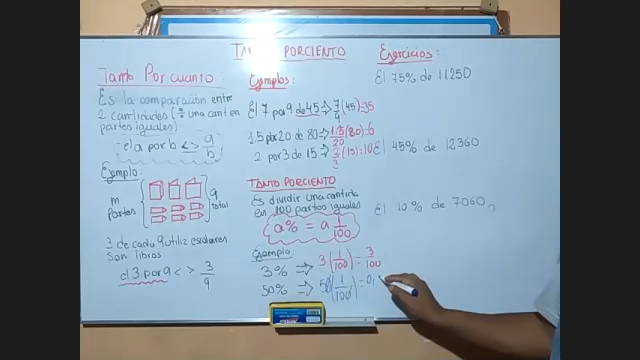 TANTO PORCIENTO
Tanto Por cuanto:
Es la comparación entre
2 cantidades (÷ una cant en
partes iguales)
el a por b <> a/b
Ejemplo:
m
Partes
9
Total
3 de cada 9 utiles escolares
Son libros
el 3 por 9 <> 3/9
Ejemplos
El 7 por 9 de 45 → 7/9 (45) = 35
1.5 por 20 de 80 → 1.5/20 (80) = 6
2 por 3 de 15 → 2/3 (15) = 10
TANTO PORCIENTO
Es dividir una cantida
en 100 partes iguales
a% = a 1/100
Ejemplo:
3% ⇒ 3 (1/100) = 3/100
50% ⇒ 50 (1/100) = 0,
Ejercicios:
El 75% de 11250
El 45% de 12360
El 10% de 7060